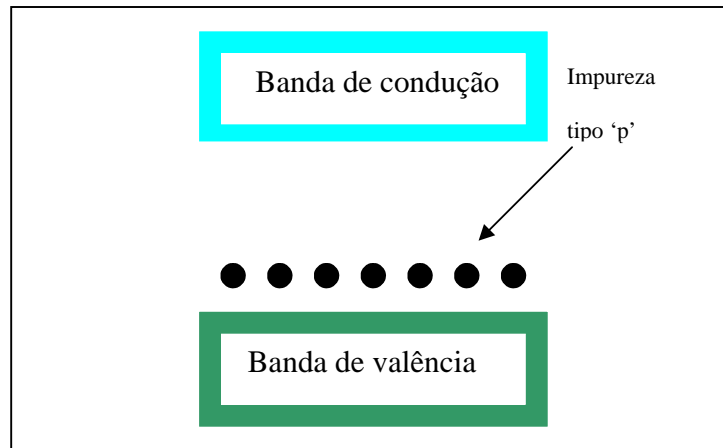 Banda de condução
Impureza
tipo ‘p’
Banda de valência